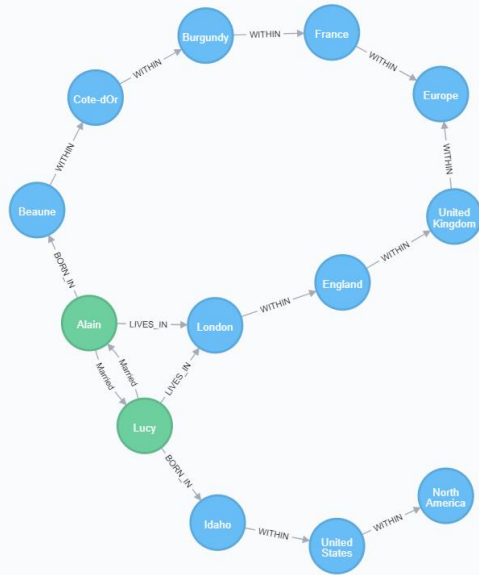 Burgundy
WITHIN
France
WITHIN
WITHIN
Cote-dOr
Europe
WITHIN
WITHIN
Beaune
United
Kingdom
WITHIN
BORN_IN
England
Alain
LIVES_IN
London
WITHIN
Married
Married
LIVES_IN
Lucy
BORN_IN
North
America
Idaho
WITHIN
United
States
WITHIN